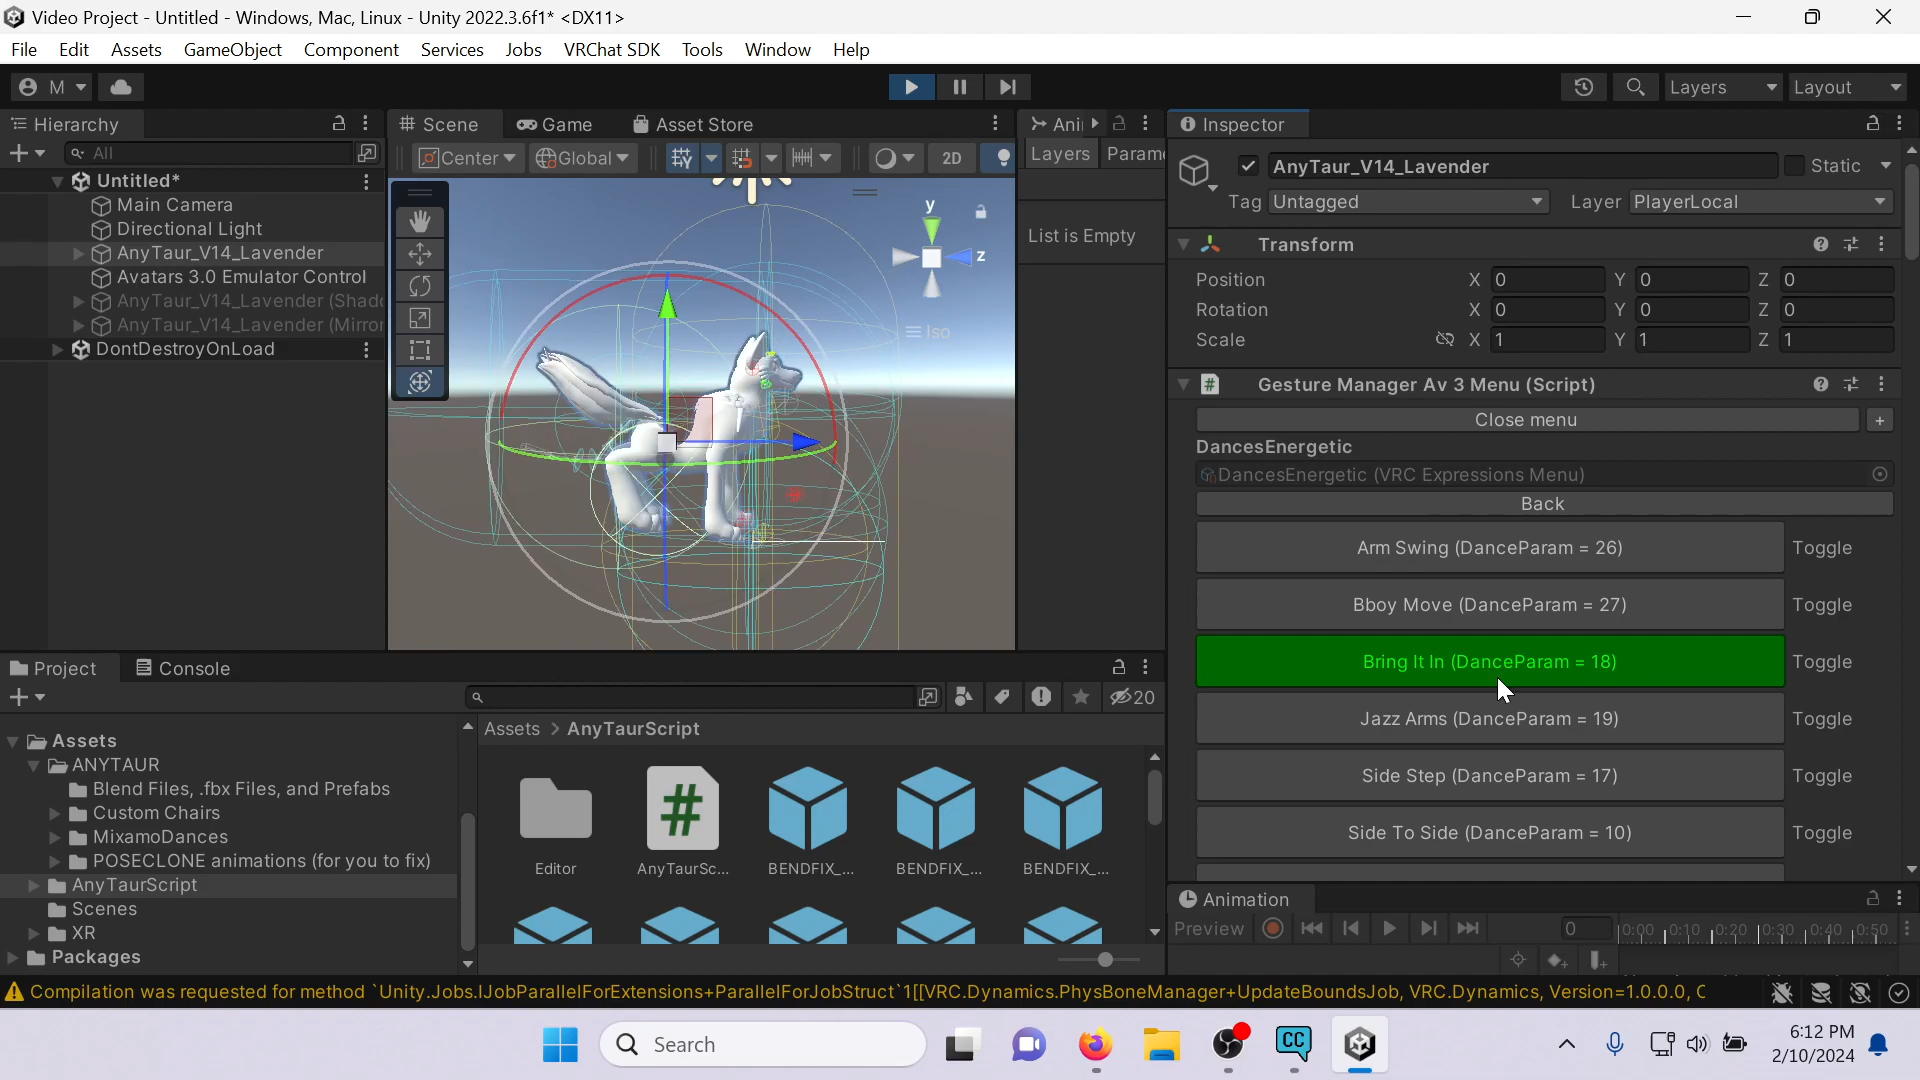 Video Project - Untitled - Windows, Mac, Linux - Unity 2022.3.6f1* <DX11>
File Edit Assets GameObject Component Services Jobs VRChat SDK Tools Window Help
M
Layers Layout
Hierarchy
All
Untitled*
Main Camera
Directional Light
AnyTaur_V14_Lavender
Avatars 3.0 Emulator Control
AnyTaur_V14_Lavender (Shado
AnyTaur_V14_Lavender (Mirror
DontDestroyOnLoad
Scene Game Asset Store
Center Global 2D
y
z
Iso
Ani
Layers Parame
List is Empty
Inspector
AnyTaur_V14_Lavender Static
Tag Untagged Layer PlayerLocal
Transform
Position X 0 Y 0 Z 0
Rotation X 0 Y 0 Z 0
Scale X 1 Y 1 Z 1
# Gesture Manager Av 3 Menu (Script)
Close menu +
DancesEnergetic
DancesEnergetic (VRC Expressions Menu)
Back
Arm Swing (DanceParam = 26) Toggle
Bboy Move (DanceParam = 27) Toggle
Bring It In (DanceParam = 18) Toggle
Jazz Arms (DanceParam = 19) Toggle
Side Step (DanceParam = 17) Toggle
Side To Side (DanceParam = 10) Toggle
Project Console
20
Assets
ANYTAUR
Blend Files, .fbx Files, and Prefabs
Custom Chairs
MixamoDances
POSECLONE animations (for you to fix)
AnyTaurScript
Scenes
XR
Packages
Assets > AnyTaurScript
#
Editor AnyTaurSc... BENDFIX_... BENDFIX_... BENDFIX_...
Animation
Preview 0 0:00 0:10 0:20 0:30 0:40 0:50
Compilation was requested for method `Unity.Jobs.IJobParallelForExtensions+ParallelForJobStruct`1[[VRC.Dynamics.PhysBoneManager+UpdateBoundsJob, VRC.Dynamics, Version=1.0.0.0, C
Search
CC
6:12 PM
2/10/2024